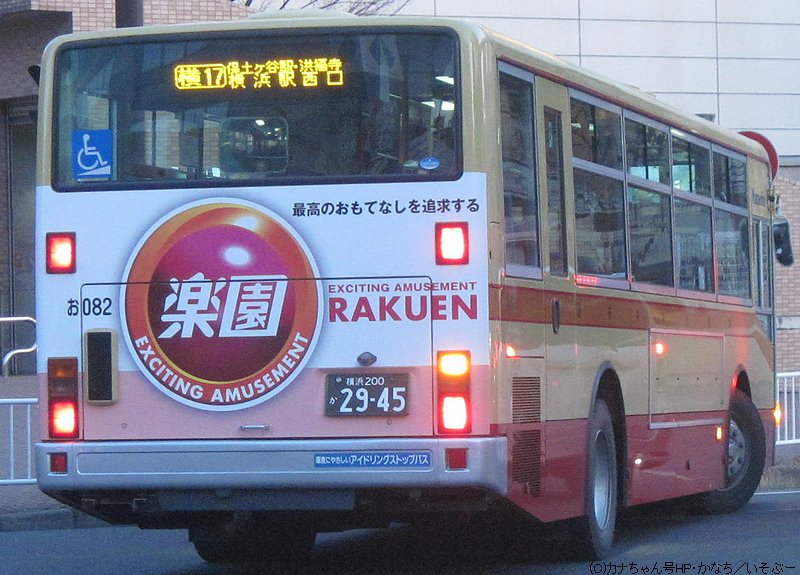 横17 保土ヶ谷駅・洪福寺
横浜駅西口
最高のおもてなしを追求する
お082
楽園
EXCITING AMUSEMENT
EXCITING AMUSEMENT
RAKUEN
横浜 200
か 29-45
環境にやさしいアイドリングストップバス
(C)カナちゃん号HP・かなち／いそぶー